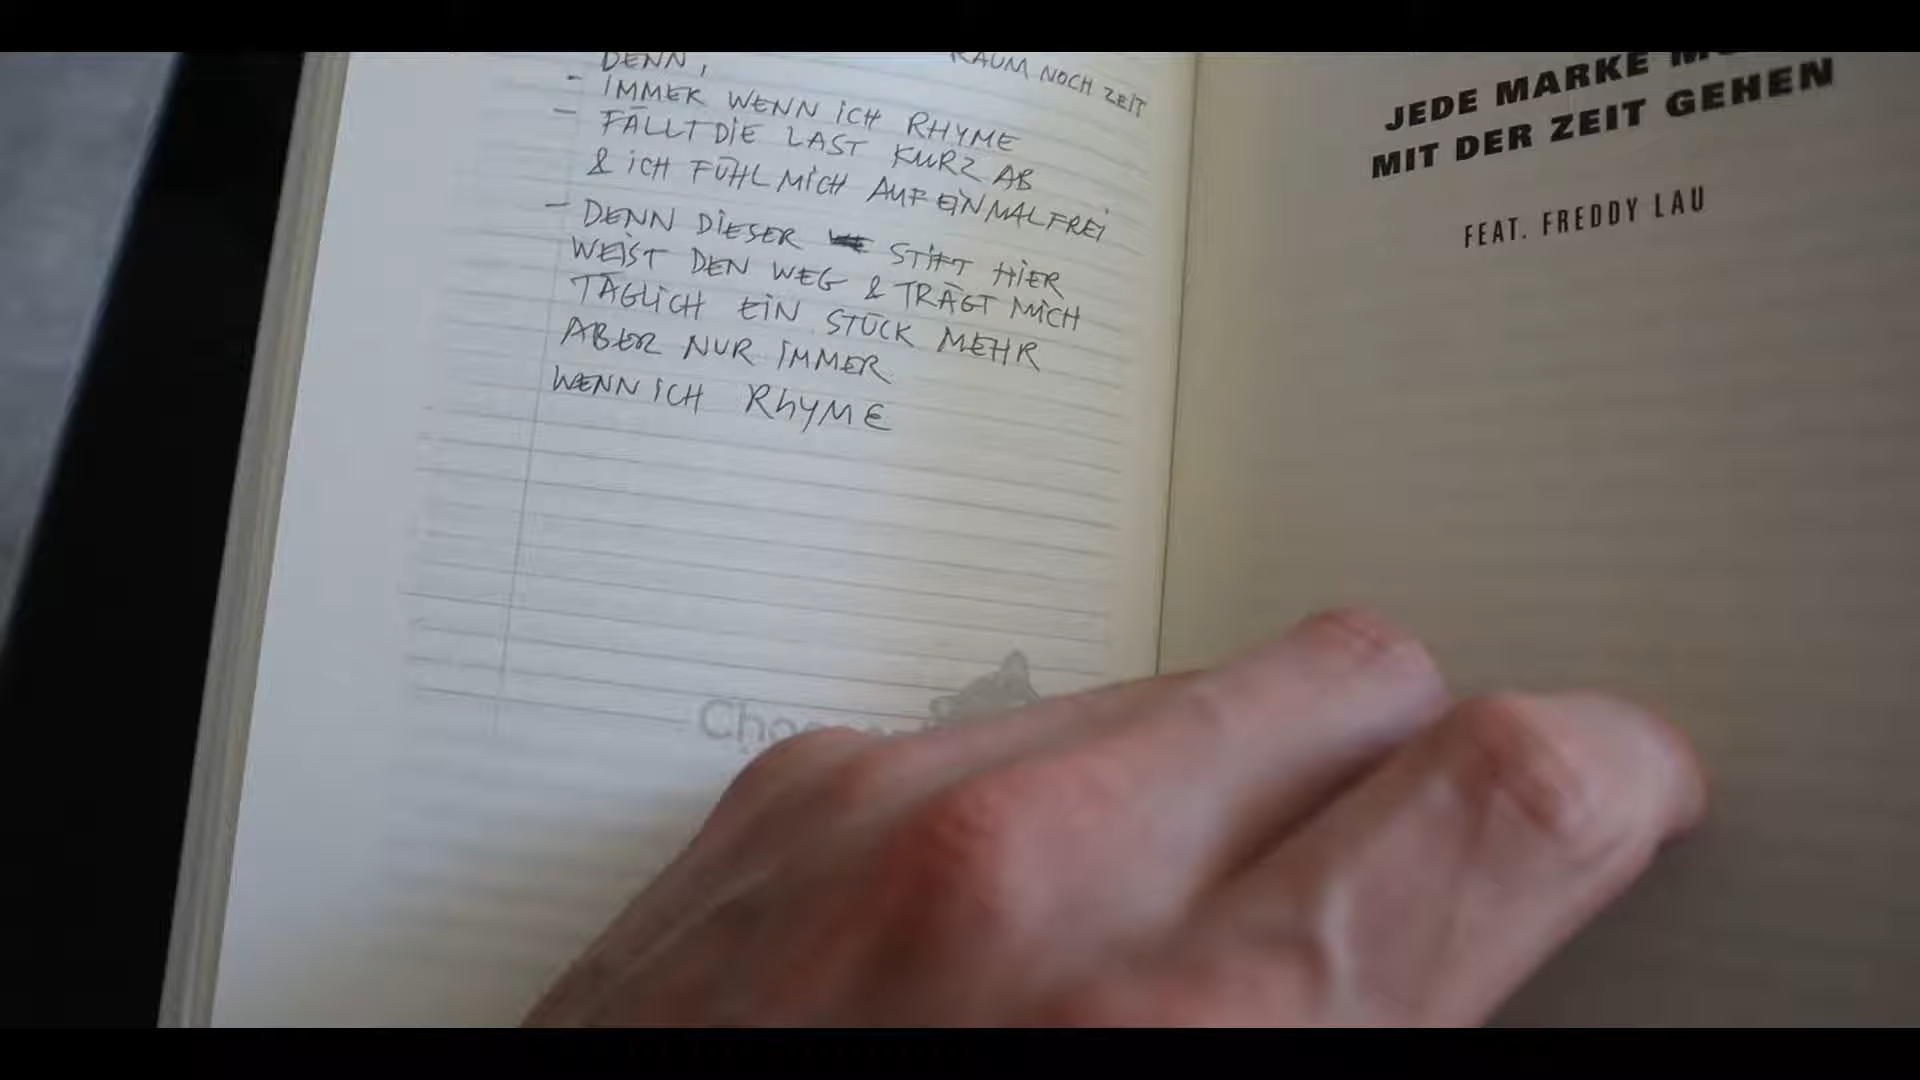 DENN,
RAUM NOCH ZEIT
- IMMER WENN ICH RHYME
- FÄLLT DIE LAST KURZ AB
& ICH FÜHL MICH AUF EINMAL FREI
- DENN DIESER STIFT HIER
WEIST DEN WEG & TRÄGT MICH
TÄGLICH EIN STÜCK MEHR
ABER NUR IMMER
WENN ICH RHYME
JEDE MARKE
MIT DER ZEIT GEHEN
FEAT. FREDDY LAU